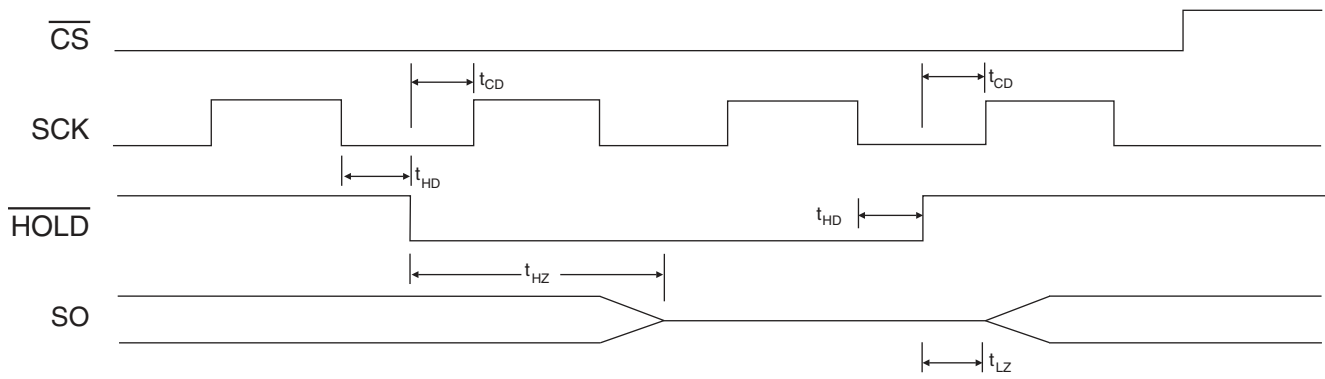 CS
t_CD
t_CD
SCK
t_HD
HOLD
t_HD
t_HZ
SO
t_LZ